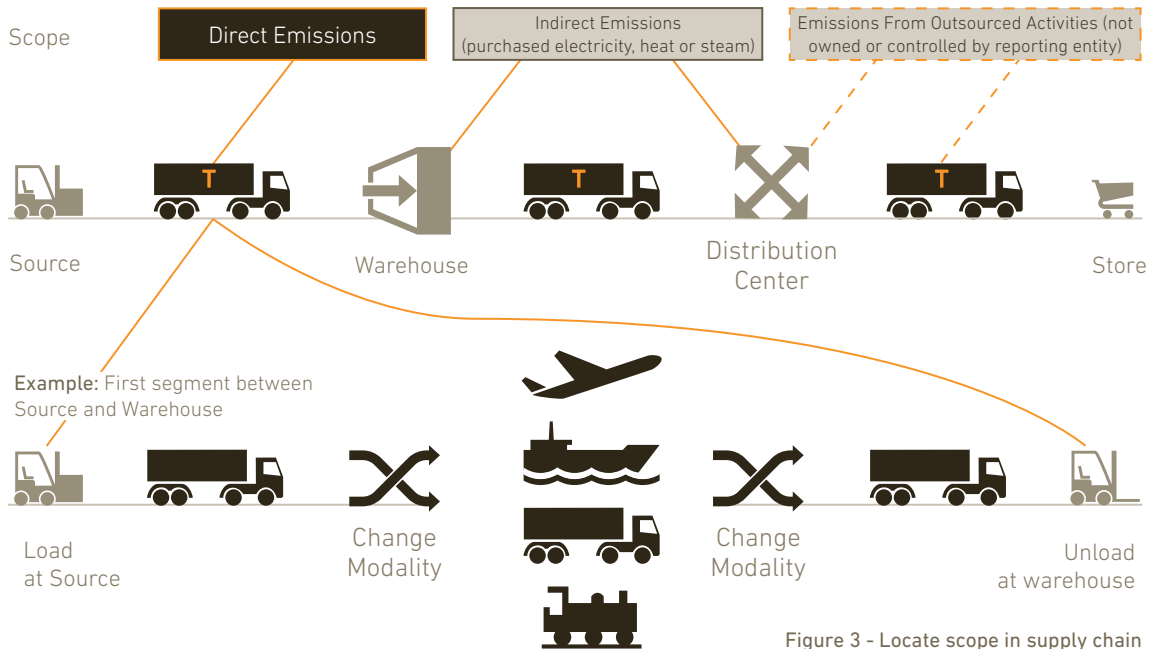 Scope
Direct Emissions
Indirect Emissions
(purchased electricity, heat or steam)
Emissions From Outsourced Activities (not
owned or controlled by reporting entity)
T
T
T
Source
Warehouse
Distribution
Center
Store
Example: First segment between
Source and Warehouse
Load
at Source
Change
Modality
Change
Modality
Unload
at warehouse
Figure 3 - Locate scope in supply chain